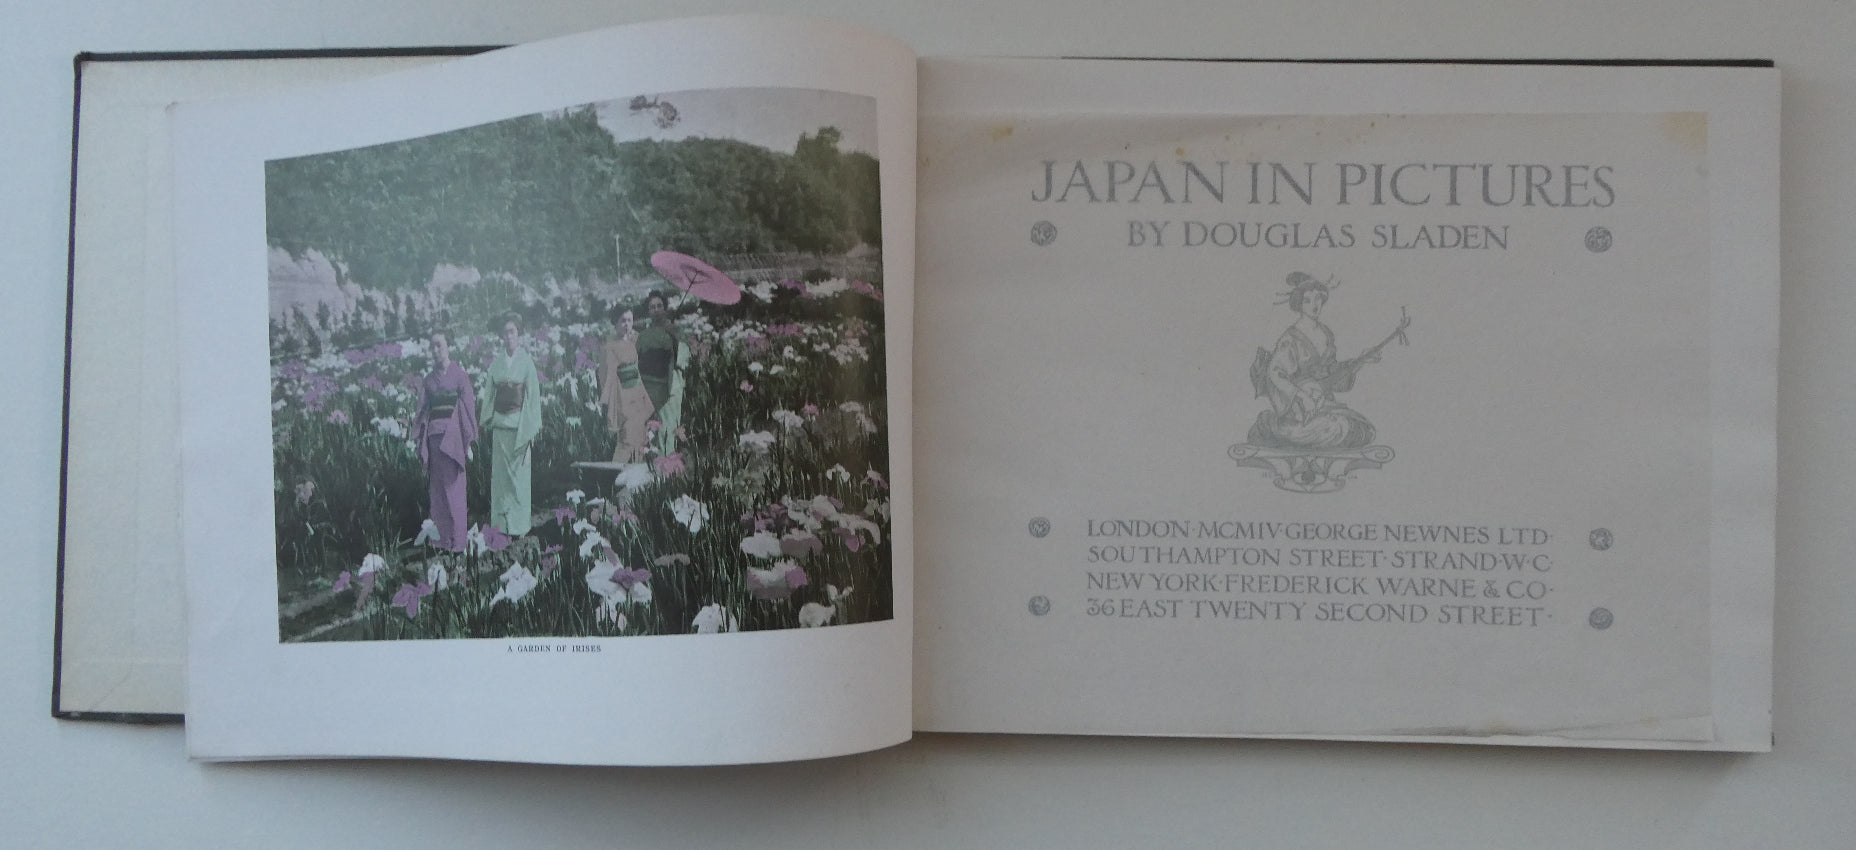 A GARDEN OF IRISES
JAPAN IN PICTURES
BY DOUGLAS SLADEN
LONDON·MCMIV·GEORGE NEWNES LTD·
SOUTHAMPTON STREET·STRAND·W·C·
NEW YORK·FREDERICK WARNE & CO·
36 EAST TWENTY SECOND STREET·